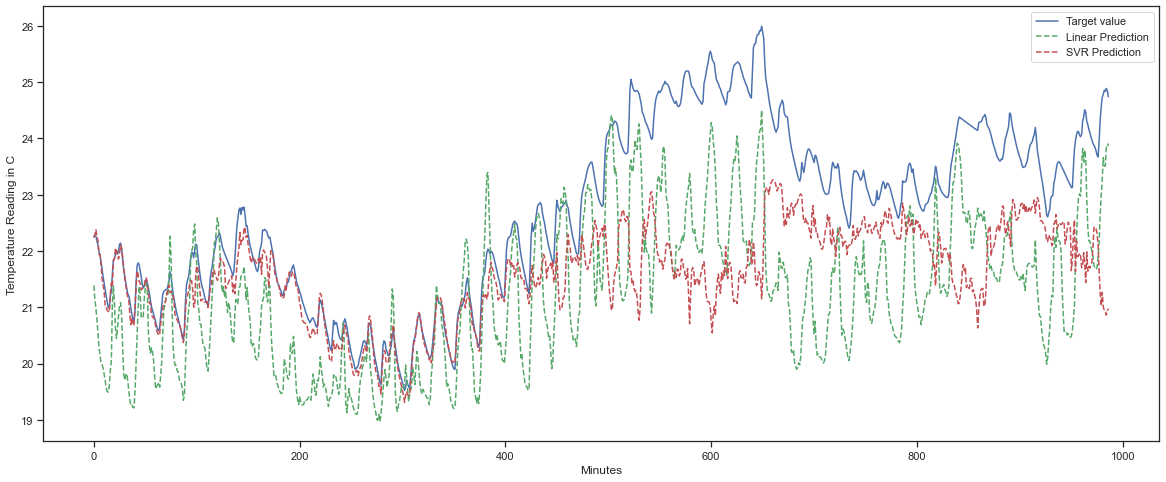 26
25
24
23
22
21
20
19
Temperature Reading in C
Target value
Linear Prediction
SVR Prediction
0
200
400
600
800
1000
Minutes